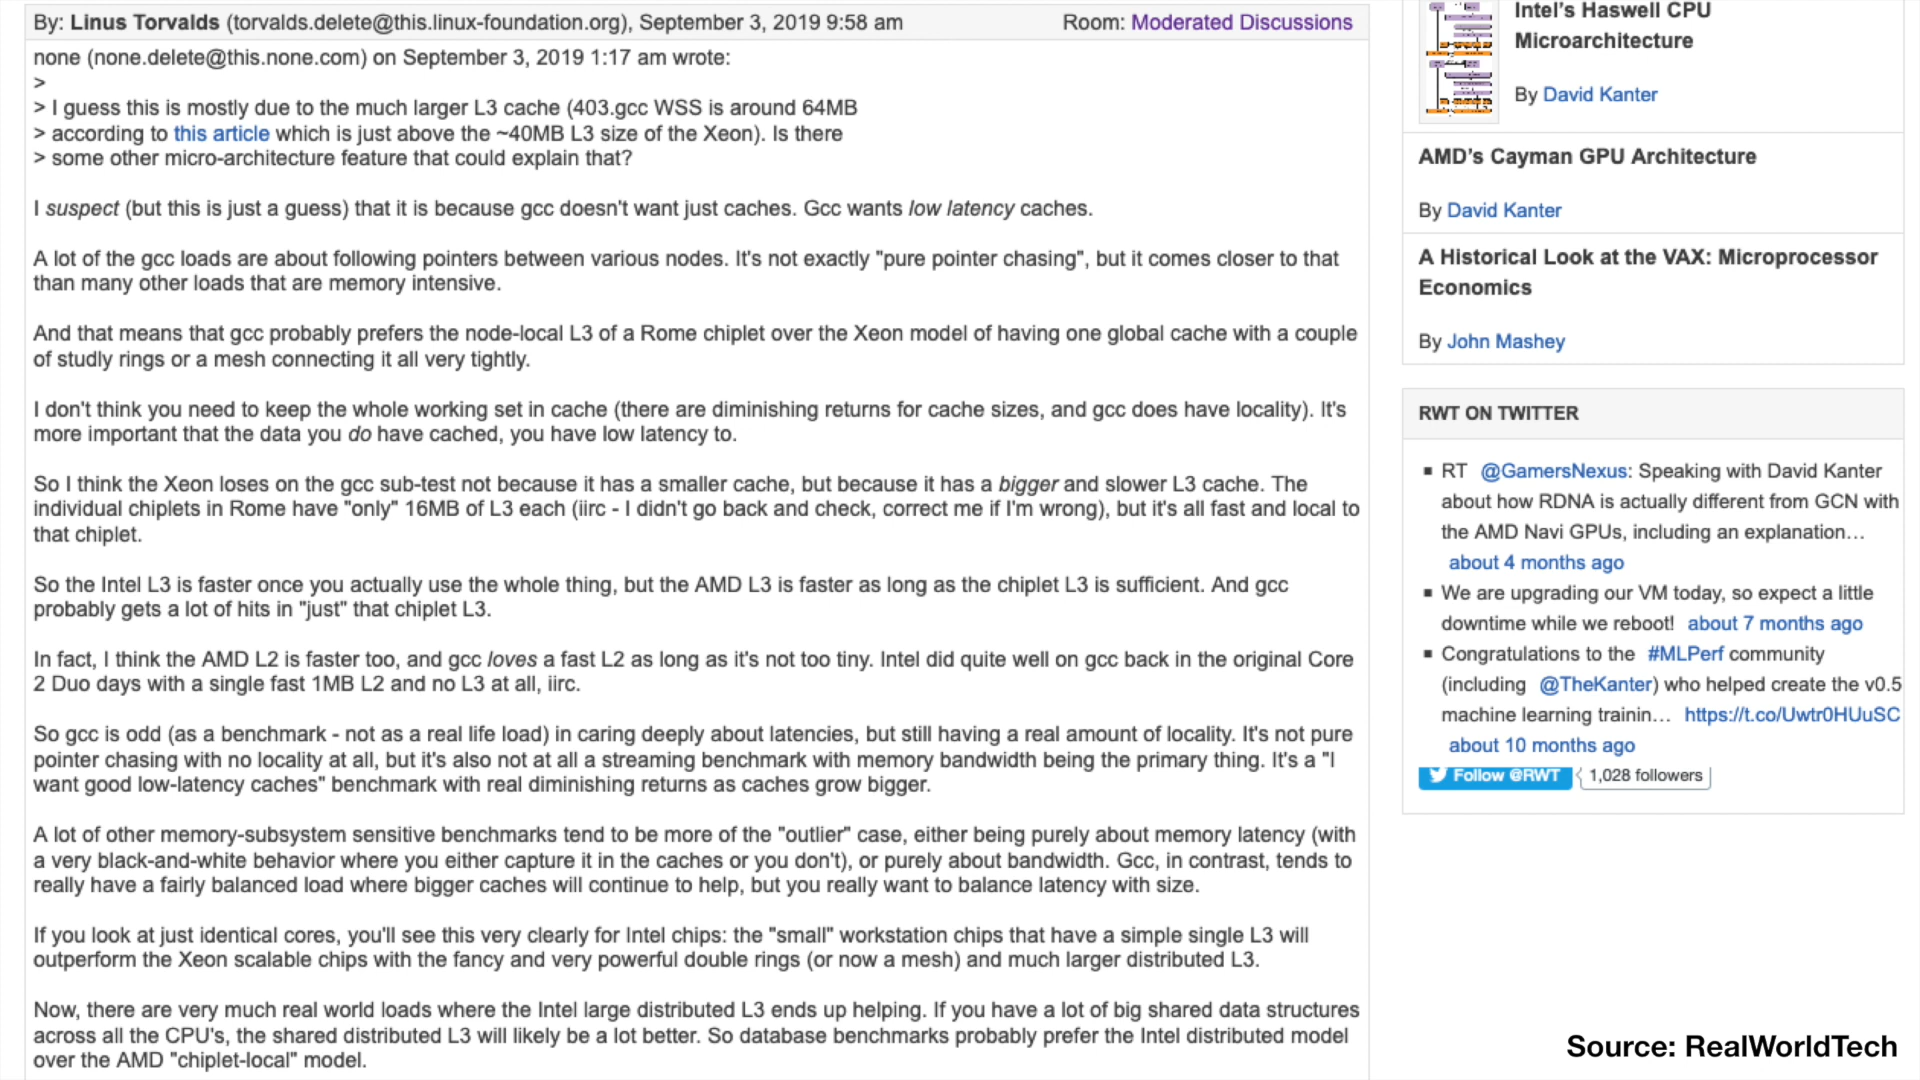 By: Linus Torvalds (torvalds.delete@this.linux-foundation.org), September 3, 2019 9:58 am Room: Moderated Discussions
none (none.delete@this.none.com) on September 3, 2019 1:17 am wrote:
>
> I guess this is mostly due to the much larger L3 cache (403.gcc WSS is around 64MB
> according to this article which is just above the ~40MB L3 size of the Xeon). Is there
> some other micro-architecture feature that could explain that?
I suspect (but this is just a guess) that it is because gcc doesn't want just caches. Gcc wants low latency caches.
A lot of the gcc loads are about following pointers between various nodes. It's not exactly "pure pointer chasing", but it comes closer to that
than many other loads that are memory intensive.
And that means that gcc probably prefers the node-local L3 of a Rome chiplet over the Xeon model of having one global cache with a couple
of studly rings or a mesh connecting it all very tightly.
I don't think you need to keep the whole working set in cache (there are diminishing returns for cache sizes, and gcc does have locality). It's
more important that the data you do have cached, you have low latency to.
So I think the Xeon loses on the gcc sub-test not because it has a smaller cache, but because it has a bigger and slower L3 cache. The
individual chiplets in Rome have "only" 16MB of L3 each (iirc - I didn't go back and check, correct me if I'm wrong), but it's all fast and local to
that chiplet.
So the Intel L3 is faster once you actually use the whole thing, but the AMD L3 is faster as long as the chiplet L3 is sufficient. And gcc
probably gets a lot of hits in "just" that chiplet L3.
In fact, I think the AMD L2 is faster too, and gcc loves a fast L2 as long as it's not too tiny. Intel did quite well on gcc back in the original Core
2 Duo days with a single fast 1MB L2 and no L3 at all, iirc.
So gcc is odd (as a benchmark - not as a real life load) in caring deeply about latencies, but still having a real amount of locality. It's not pure
pointer chasing with no locality at all, but it's also not at all a streaming benchmark with memory bandwidth being the primary thing. It's a "I
want good low-latency caches" benchmark with real diminishing returns as caches grow bigger.
A lot of other memory-subsystem sensitive benchmarks tend to be more of the "outlier" case, either being purely about memory latency (with
a very black-and-white behavior where you either capture it in the caches or you don't), or purely about bandwidth. Gcc, in contrast, tends to
really have a fairly balanced load where bigger caches will continue to help, but you really want to balance latency with size.
If you look at just identical cores, you'll see this very clearly for Intel chips: the "small" workstation chips that have a simple single L3 will
outperform the Xeon scalable chips with the fancy and very powerful double rings (or now a mesh) and much larger distributed L3.
Now, there are very much real world loads where the Intel large distributed L3 ends up helping. If you have a lot of big shared data structures
across all the CPU's, the shared distributed L3 will likely be a lot better. So database benchmarks probably prefer the Intel distributed model
over the AMD "chiplet-local" model.
Intel's Haswell CPU
Microarchitecture
By David Kanter
AMD's Cayman GPU Architecture
By David Kanter
A Historical Look at the VAX: Microprocessor
Economics
By John Mashey
RWT ON TWITTER
RT @GamersNexus: Speaking with David Kanter
about how RDNA is actually different from GCN with
the AMD Navi GPUs, including an explanation…
about 4 months ago
We are upgrading our VM today, so expect a little
downtime while we reboot! about 7 months ago
Congratulations to the #MLPerf community
(including @TheKanter) who helped create the v0.5
machine learning trainin… https://t.co/Uwtr0HUuSC
about 10 months ago
Follow @RWT 1,028 followers
Source: RealWorldTech